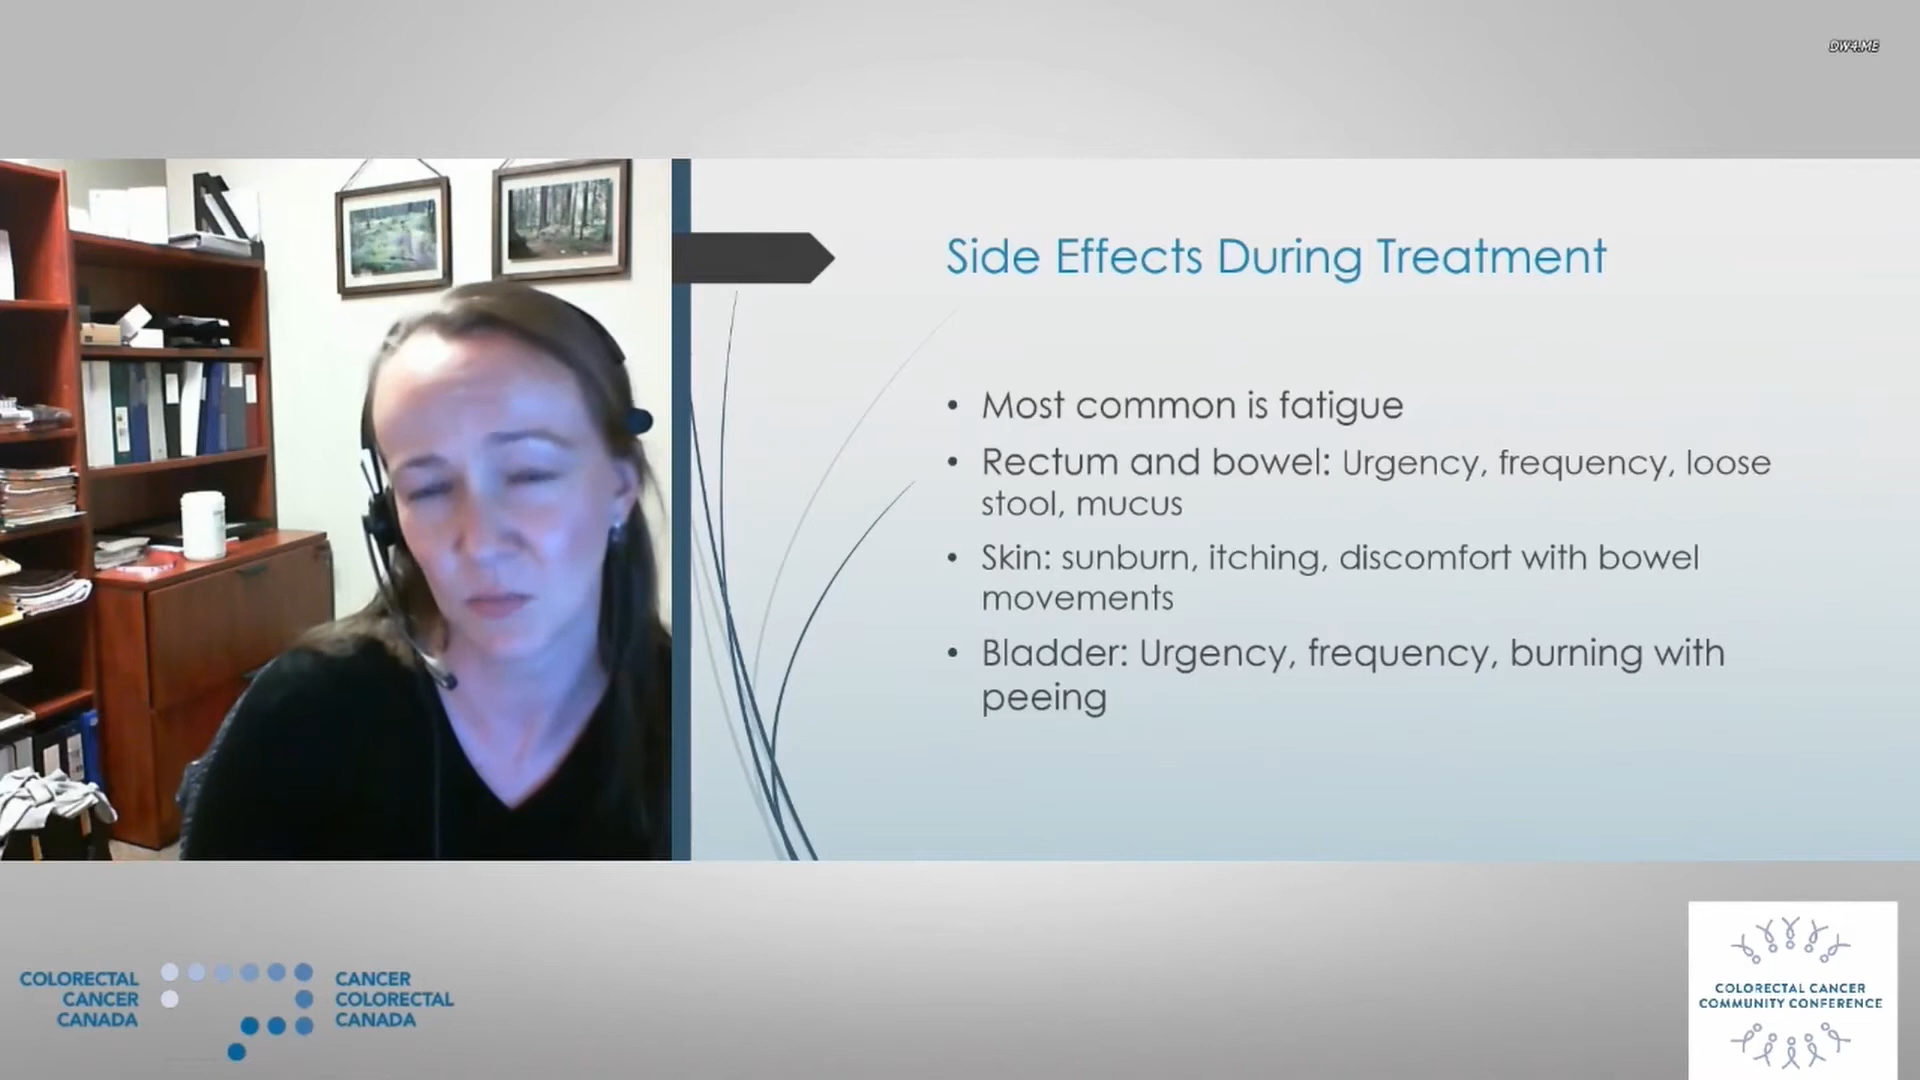 DW4.ME
Side Effects During Treatment
• Most common is fatigue
• Rectum and bowel: Urgency, frequency, loose
stool, mucus
• Skin: sunburn, itching, discomfort with bowel
movements
• Bladder: Urgency, frequency, burning with
peeing
COLORECTAL
CANCER
CANADA
CANCER
COLORECTAL
CANADA
COLORECTAL CANCER
COMMUNITY CONFERENCE